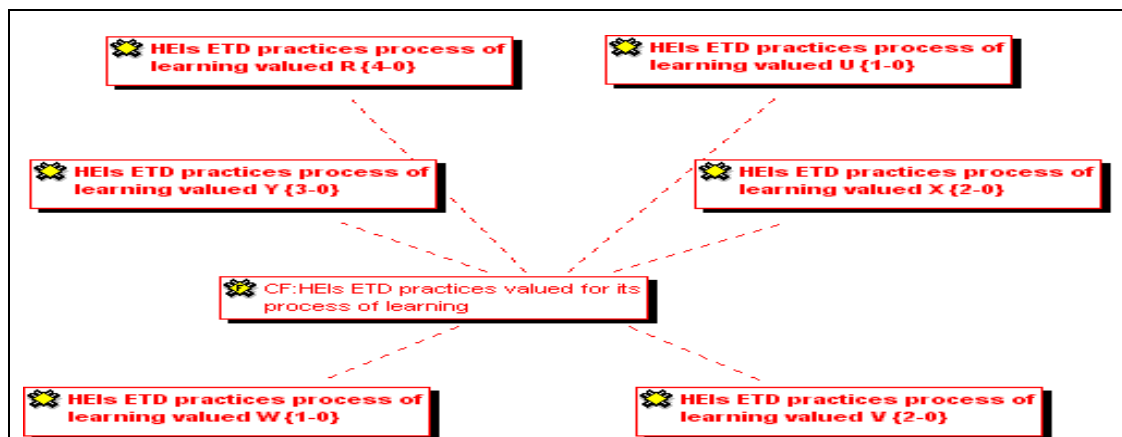 HEIs ETD practices process of
learning valued R {4-0}
HEIs ETD practices process of
learning valued U {1-0}
HEIs ETD practices process of
learning valued Y {3-0}
HEIs ETD practices process of
learning valued X {2-0}
CF:HEIs ETD practices valued for its
process of learning
HEIs ETD practices process of
learning valued W {1-0}
HEIs ETD practices process of
learning valued V {2-0}